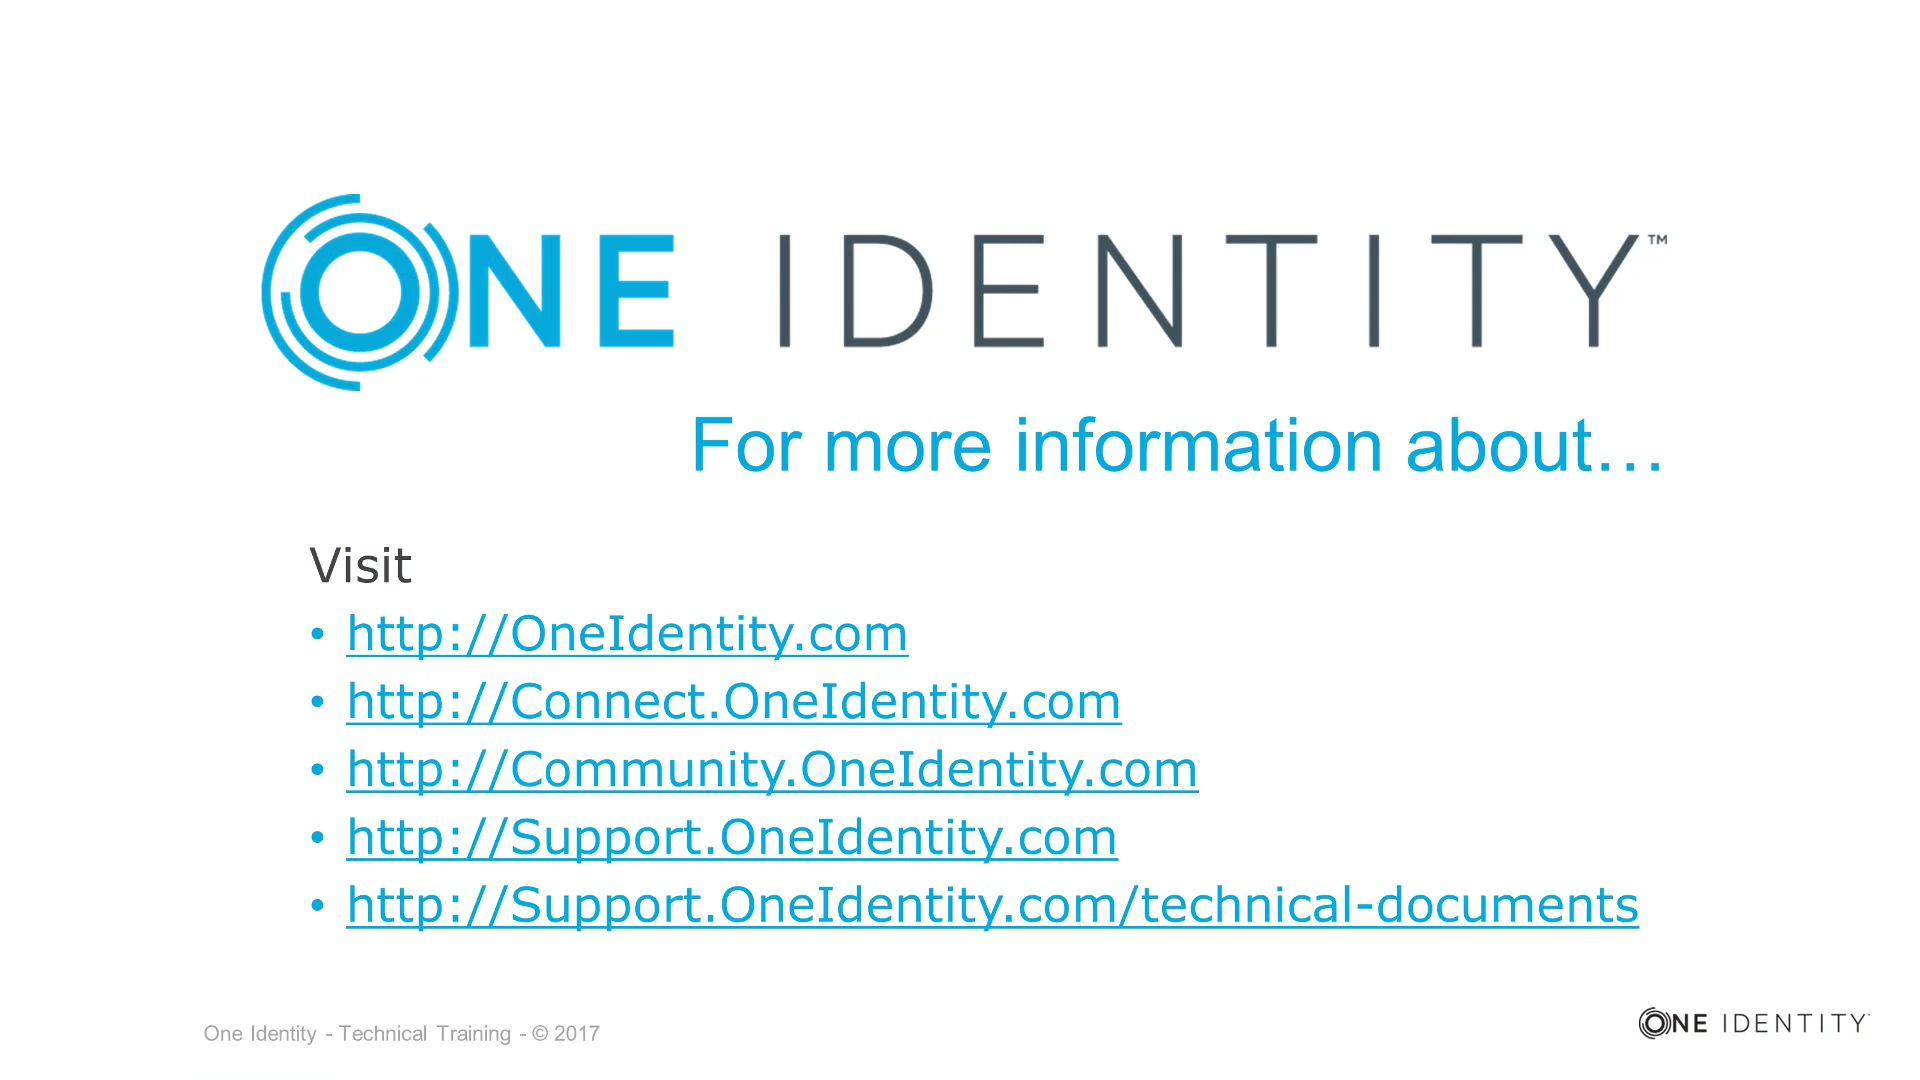 ONE IDENTITY™
For more information about…
Visit
• http://OneIdentity.com
• http://Connect.OneIdentity.com
• http://Community.OneIdentity.com
• http://Support.OneIdentity.com
• http://Support.OneIdentity.com/technical-documents
One Identity - Technical Training - © 2017
ONE IDENTITY